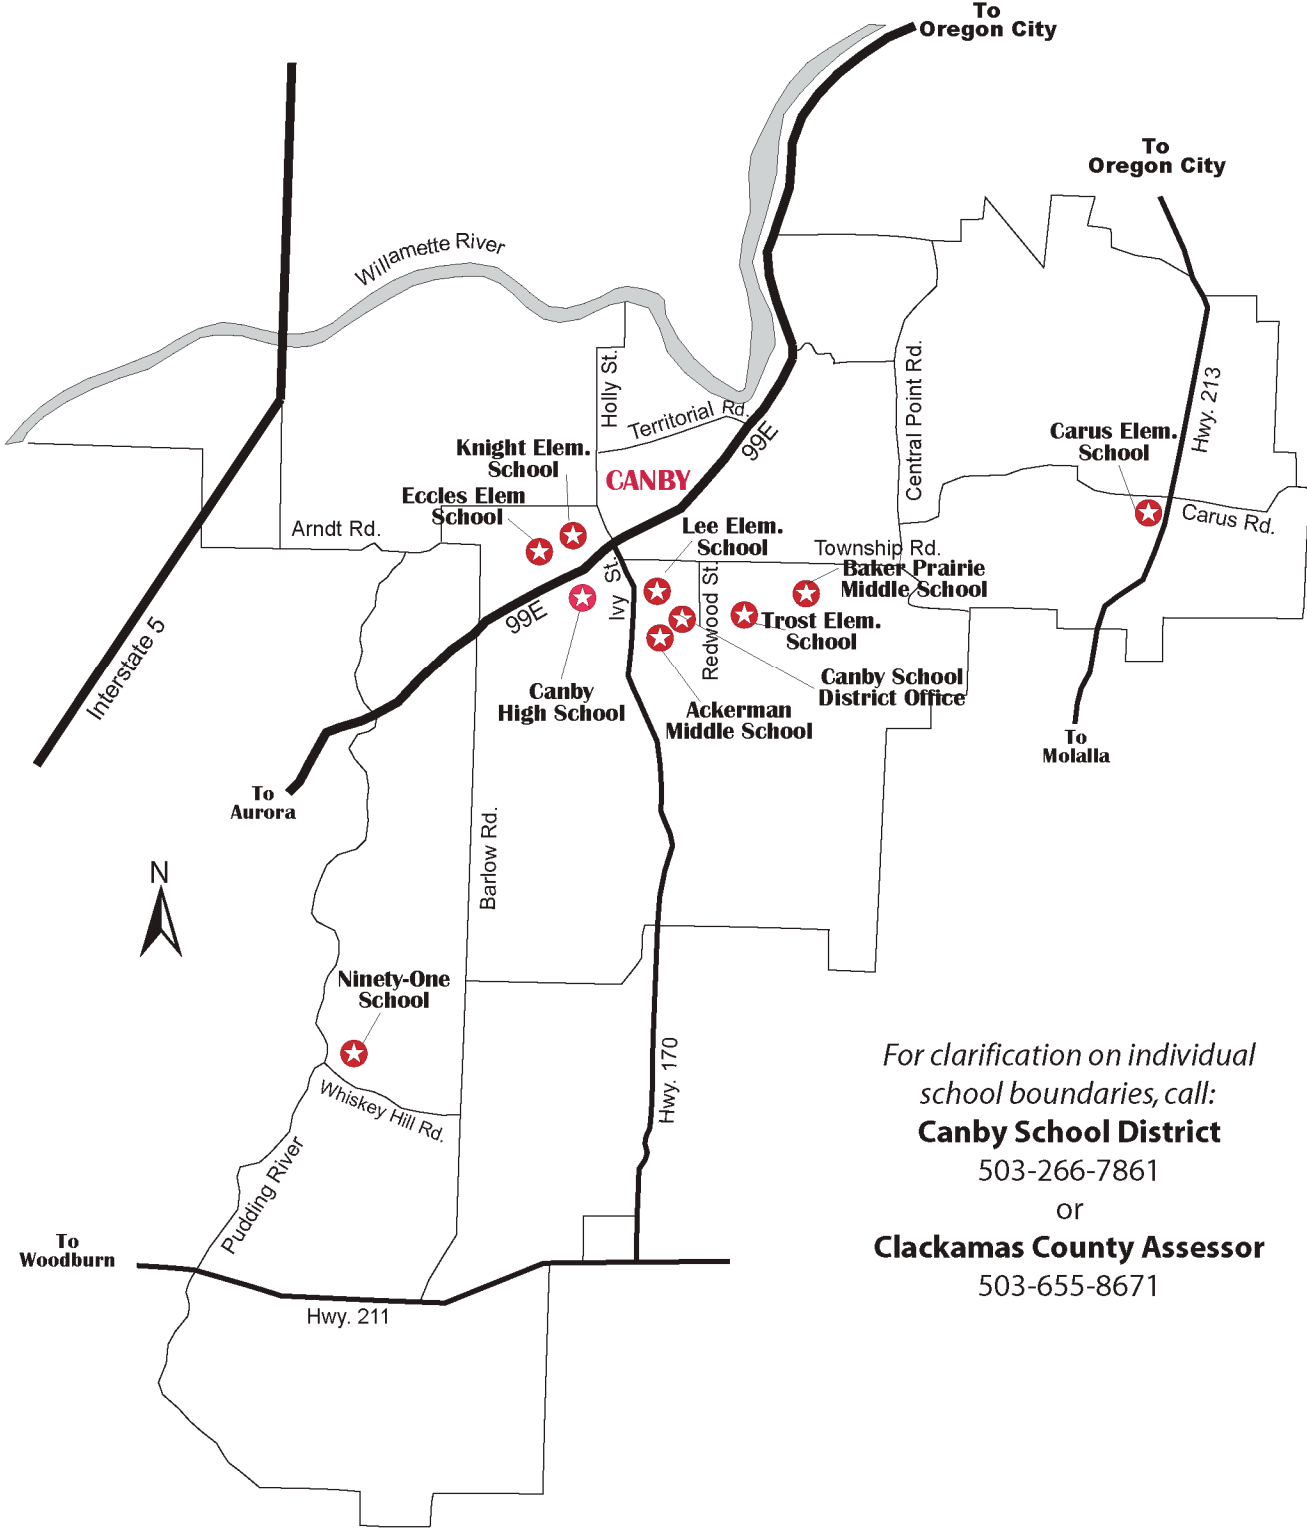 To
Oregon City
To
Oregon City
Willamette River
Holly St.
Territorial Rd.
99E
Central Point Rd.
Hwy. 213
Knight Elem.
School
CANBY
Carus Elem.
School
Eccles Elem
School
Arndt Rd.
Lee Elem.
School
Carus Rd.
Township Rd.
Baker Prairie
Middle School
Ivy St.
Redwood St.
99E
Trost Elem.
School
Interstate 5
Canby School
District Office
Canby
High School
Ackerman
Middle School
To
Molalla
To
Aurora
Barlow Rd.
N
Ninety-One
School
Hwy. 170
Whiskey Hill Rd.
Pudding River
To
Woodburn
Hwy. 211
For clarification on individual
school boundaries, call:
Canby School District
503-266-7861
or
Clackamas County Assessor
503-655-8671